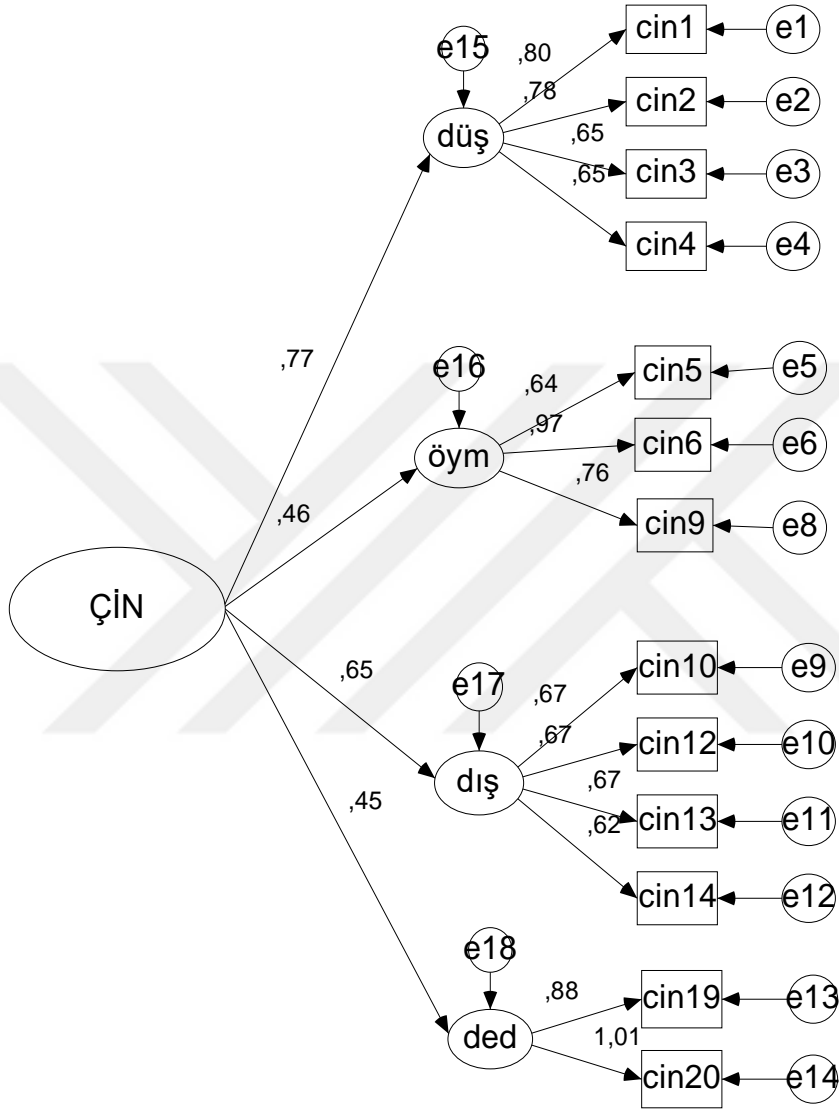 e15
,80
cin1
e1
,78
cin2
e2
düş
,65
cin3
e3
,65
cin4
e4
,77
e16
,64
cin5
e5
,97
cin6
e6
öym
,76
cin9
e8
,46
ÇİN
,65
e17
,67
cin10
e9
,67
cin12
e10
dış
,67
cin13
e11
,62
cin14
e12
,45
e18
,88
cin19
e13
ded
1,01
cin20
e14